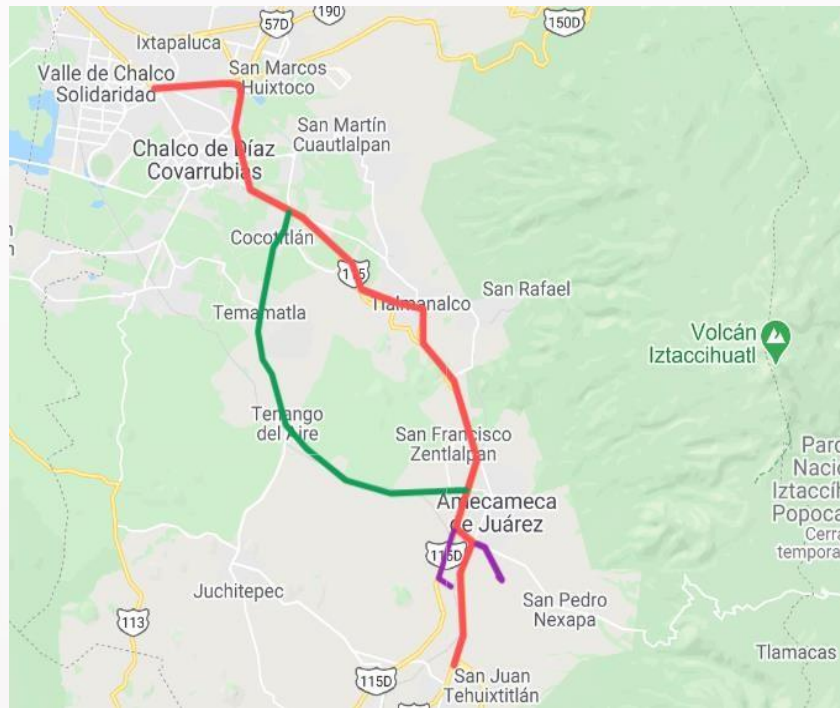 190
57D
150D
Ixtapaluca
Valle de Chalco
Solidaridad
San Marcos
Huixtoco
San Martín
Cuautlalpan
Chalco de Díaz
Covarrubias
n
Cocotitlán
115
San Rafael
Tlalmanalco
Temamatla
Volcán
Iztaccihuatl
Tenango
del Aire
San Francisco
Zentlalpan
Parq
Nacio
Iztaccíh
Popoca
Cerra
tempora
Amecameca
de Juárez
115D
Juchitepec
San Pedro
Nexapa
113
Tlamacas
115D
San Juan
Tehuixtitlán